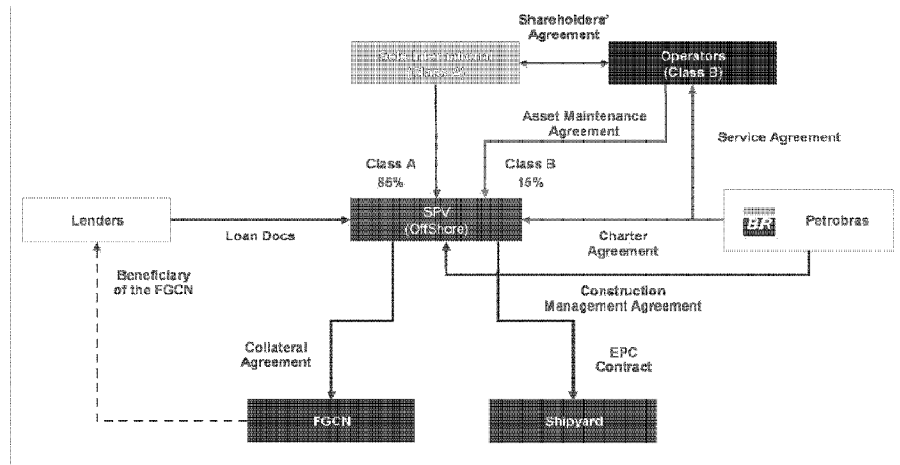 Shareholders'
Agreement
(Class A)
Operators
(Class B)
Asset Maintenance
Agreement
Service Agreement
Class A
85%
Class B
15%
Lenders
Loan Docs
SPV
(OffShore)
Charter
Agreement
BR
Petrobras
Beneficiary
of the FGCN
Construction
Management Agreement
Collateral
Agreement
EPC
Contract
FGCN
Shipyard